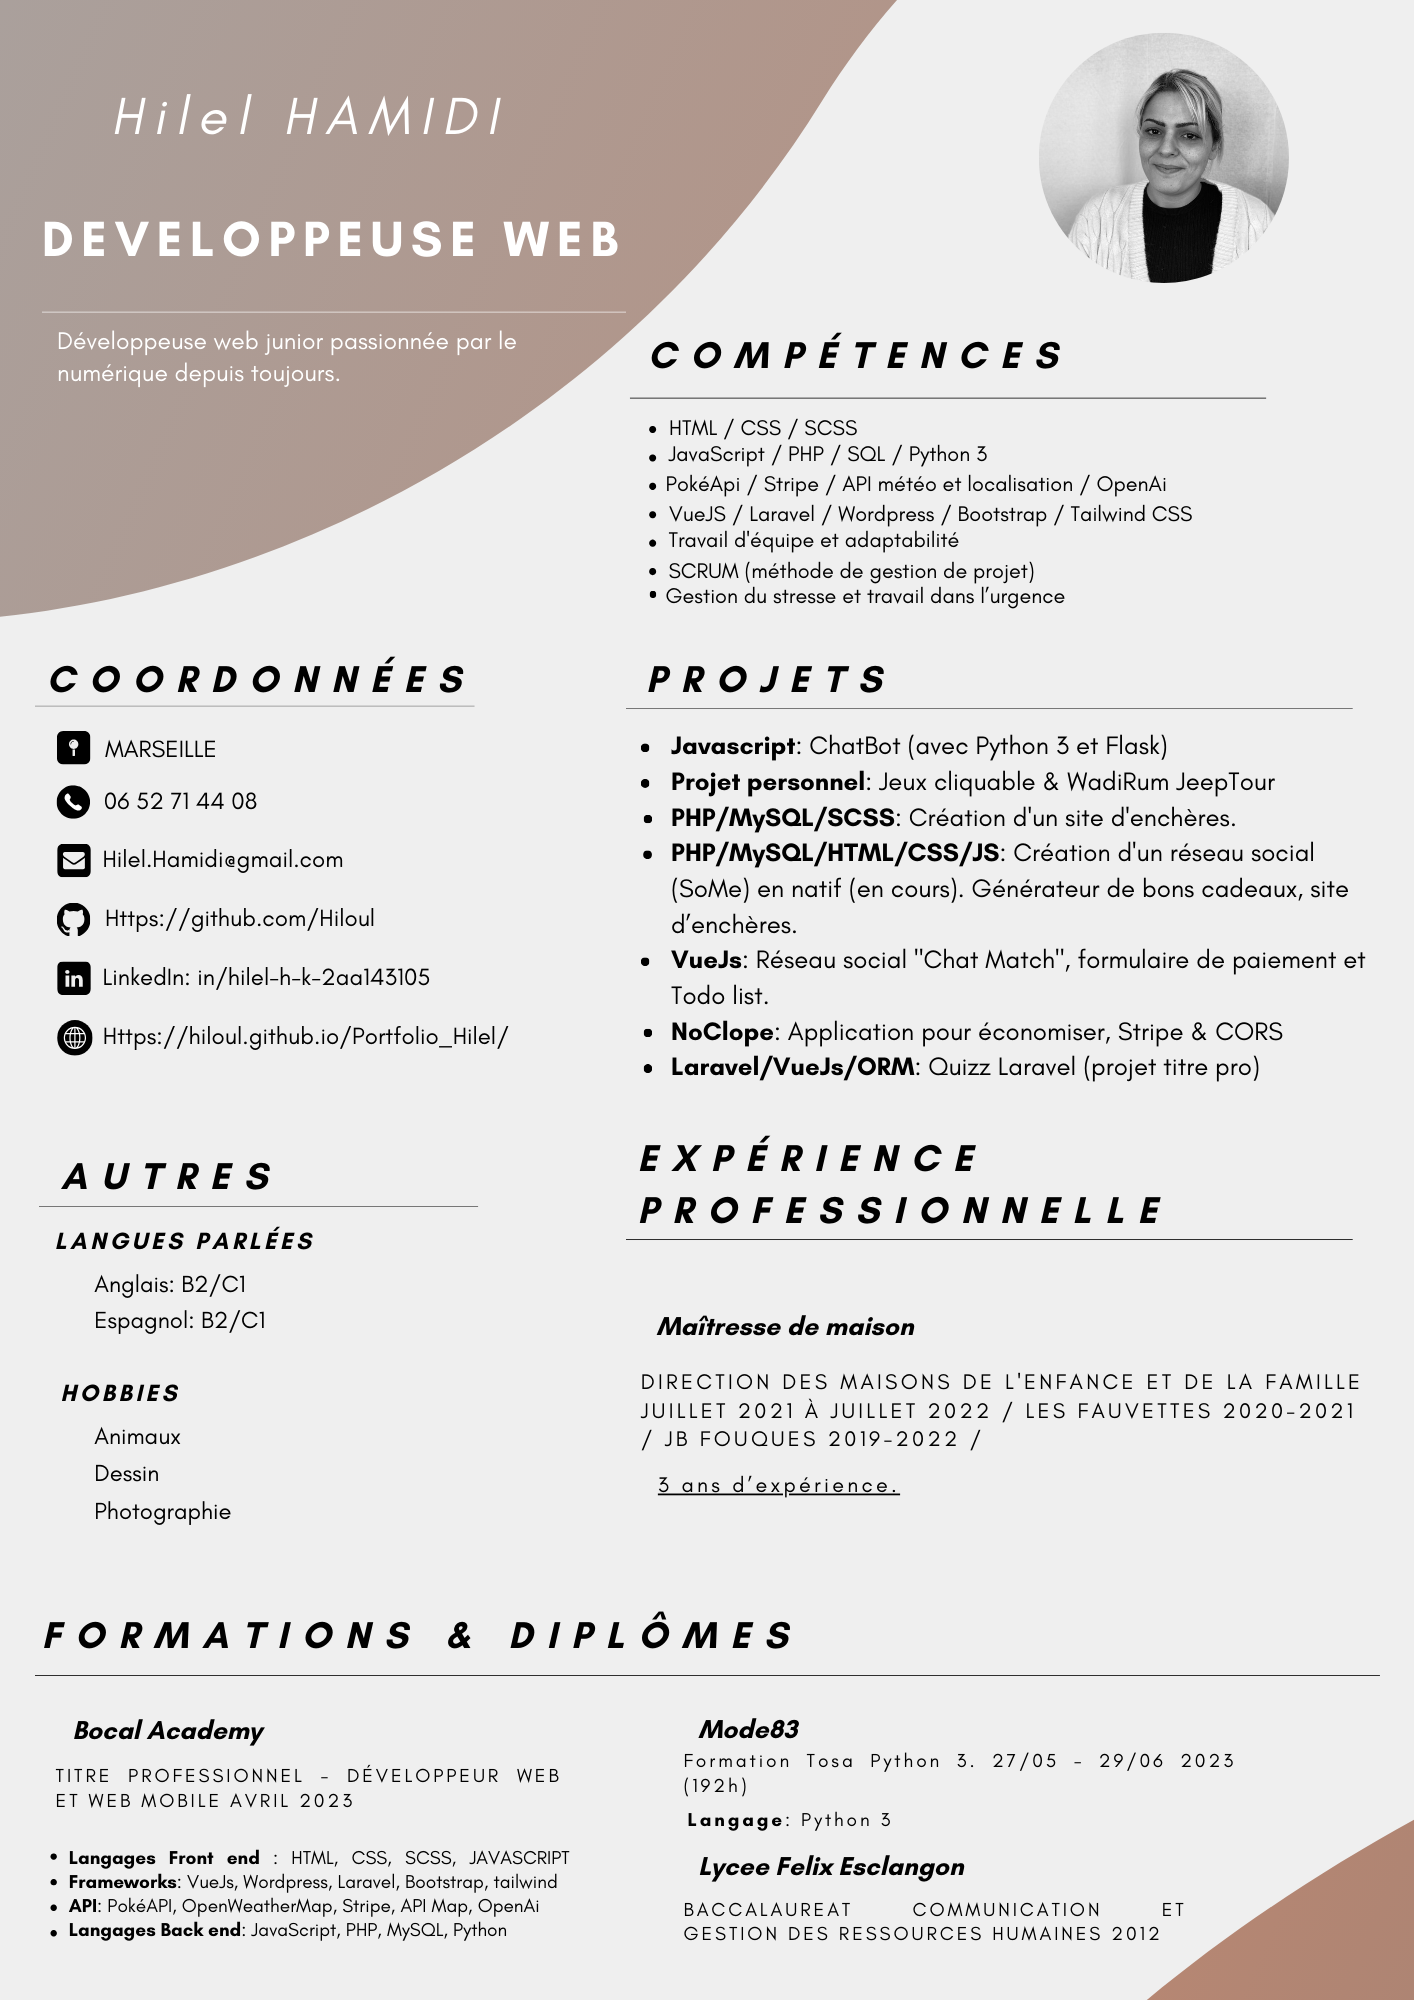 Hilel HAMIDI
DEVELOPPEUSE WEB
Développeuse web junior passionnée par le
numérique depuis toujours.
COMPÉTENCES
HTML / CSS / SCSS
JavaScript / PHP / SQL / Python 3
PokéApi / Stripe / API météo et localisation / OpenAi
VueJS / Laravel / Wordpress / Bootstrap / Tailwind CSS
Travail d'équipe et adaptabilité
SCRUM (méthode de gestion de projet)
Gestion du stresse et travail dans l’urgence
COORDONNÉES
MARSEILLE
06 52 71 44 08
Hilel.Hamidi@gmail.com
Https://github.com/Hiloul
LinkedIn: in/hilel-h-k-2aa143105
Https://hiloul.github.io/Portfolio_Hilel/
PROJETS
Javascript: ChatBot (avec Python 3 et Flask)
Projet personnel: Jeux cliquable & WadiRum JeepTour
PHP/MySQL/SCSS: Création d'un site d'enchères.
PHP/MySQL/HTML/CSS/JS: Création d'un réseau social
(SoMe) en natif (en cours). Générateur de bons cadeaux, site
d’enchères.
VueJs: Réseau social "Chat Match", formulaire de paiement et
Todo list.
NoClope: Application pour économiser, Stripe & CORS
Laravel/VueJs/ORM: Quizz Laravel (projet titre pro)
AUTRES
LANGUES PARLÉES
Anglais: B2/C1
Espagnol: B2/C1
HOBBIES
Animaux
Dessin
Photographie
EXPÉRIENCE
PROFESSIONNELLE
Maîtresse de maison
DIRECTION DES MAISONS DE L'ENFANCE ET DE LA FAMILLE
JUILLET 2021 À JUILLET 2022 / LES FAUVETTES 2020-2021
/ JB FOUQUES 2019-2022 /
3 ans d’expérience.
FORMATIONS & DIPLÔMES
Bocal Academy
TITRE PROFESSIONNEL - DÉVELOPPEUR WEB
ET WEB MOBILE AVRIL 2023
Langages Front end : HTML, CSS, SCSS, JAVASCRIPT
Frameworks: VueJs, Wordpress, Laravel, Bootstrap, tailwind
API: PokéAPI, OpenWeatherMap, Stripe, API Map, OpenAi
Langages Back end: JavaScript, PHP, MySQL, Python
Mode83
Formation Tosa Python 3. 27/05 - 29/06 2023
(192h)
Langage: Python 3
Lycee Felix Esclangon
BACCALAUREAT COMMUNICATION ET
GESTION DES RESSOURCES HUMAINES 2012